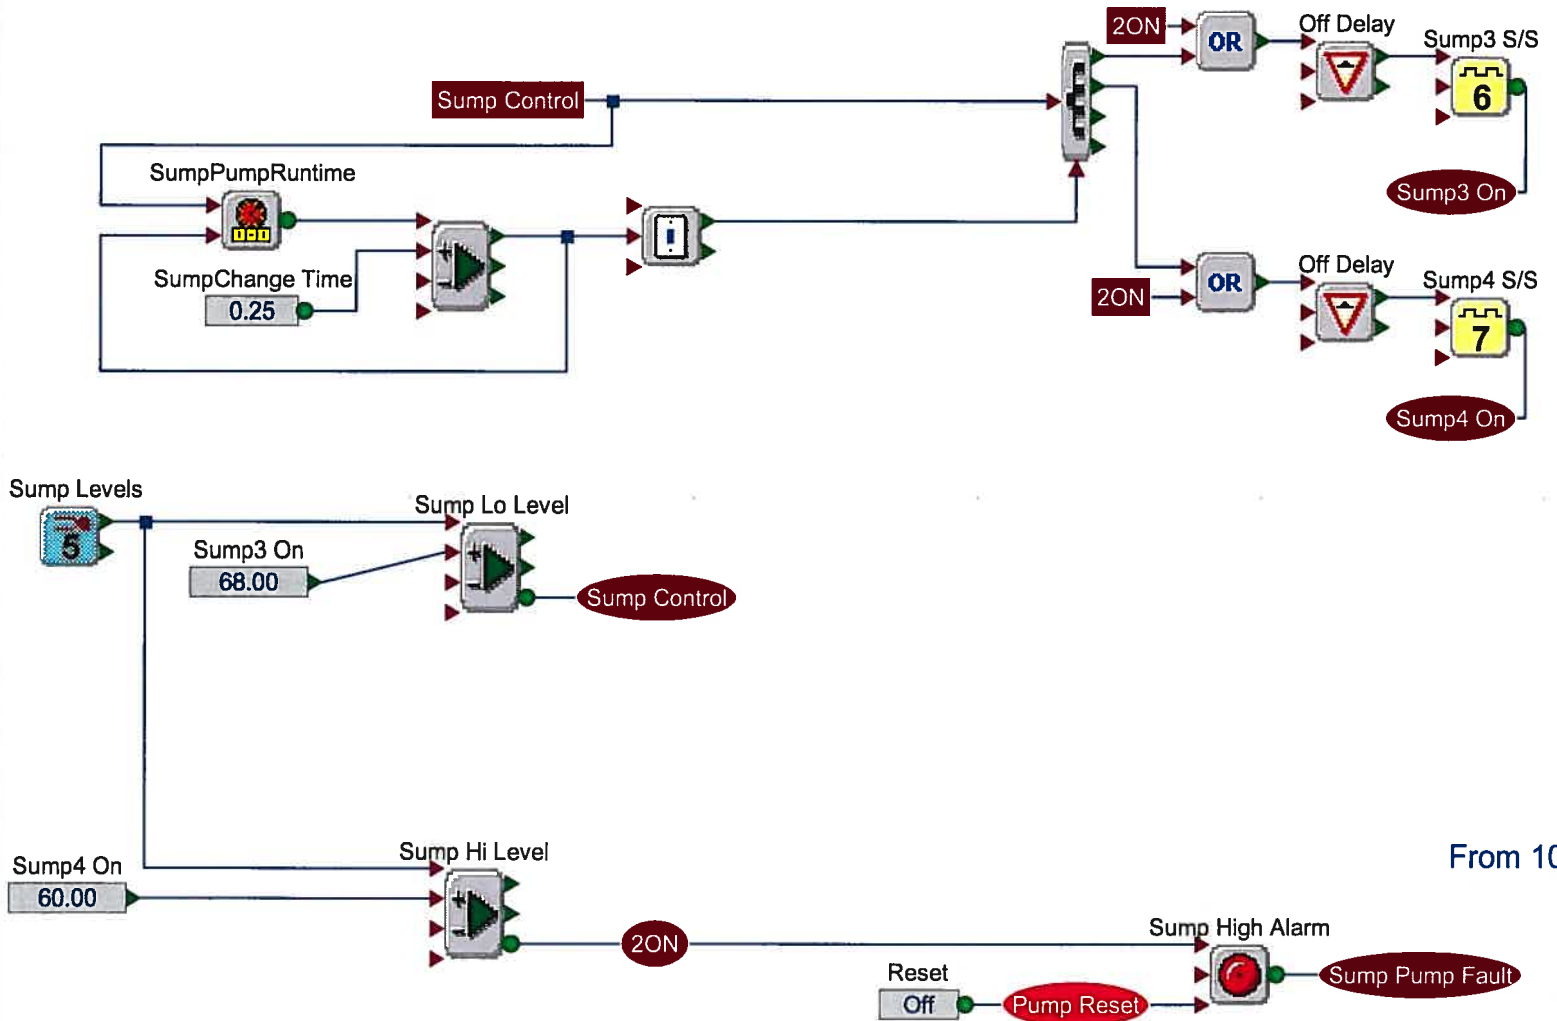 2ON
OR
Off Delay
Sump3 S/S
6
Sump Control
Sump3 On
SumpPumpRuntime
SumpChange Time
0.25
2ON
OR
Off Delay
Sump4 S/S
7
Sump4 On
Sump Levels
5
Sump Lo Level
Sump3 On
68.00
Sump Control
Sump Hi Level
Sump4 On
60.00
From 10
2ON
Sump High Alarm
Reset
Off
Pump Reset
Sump Pump Fault